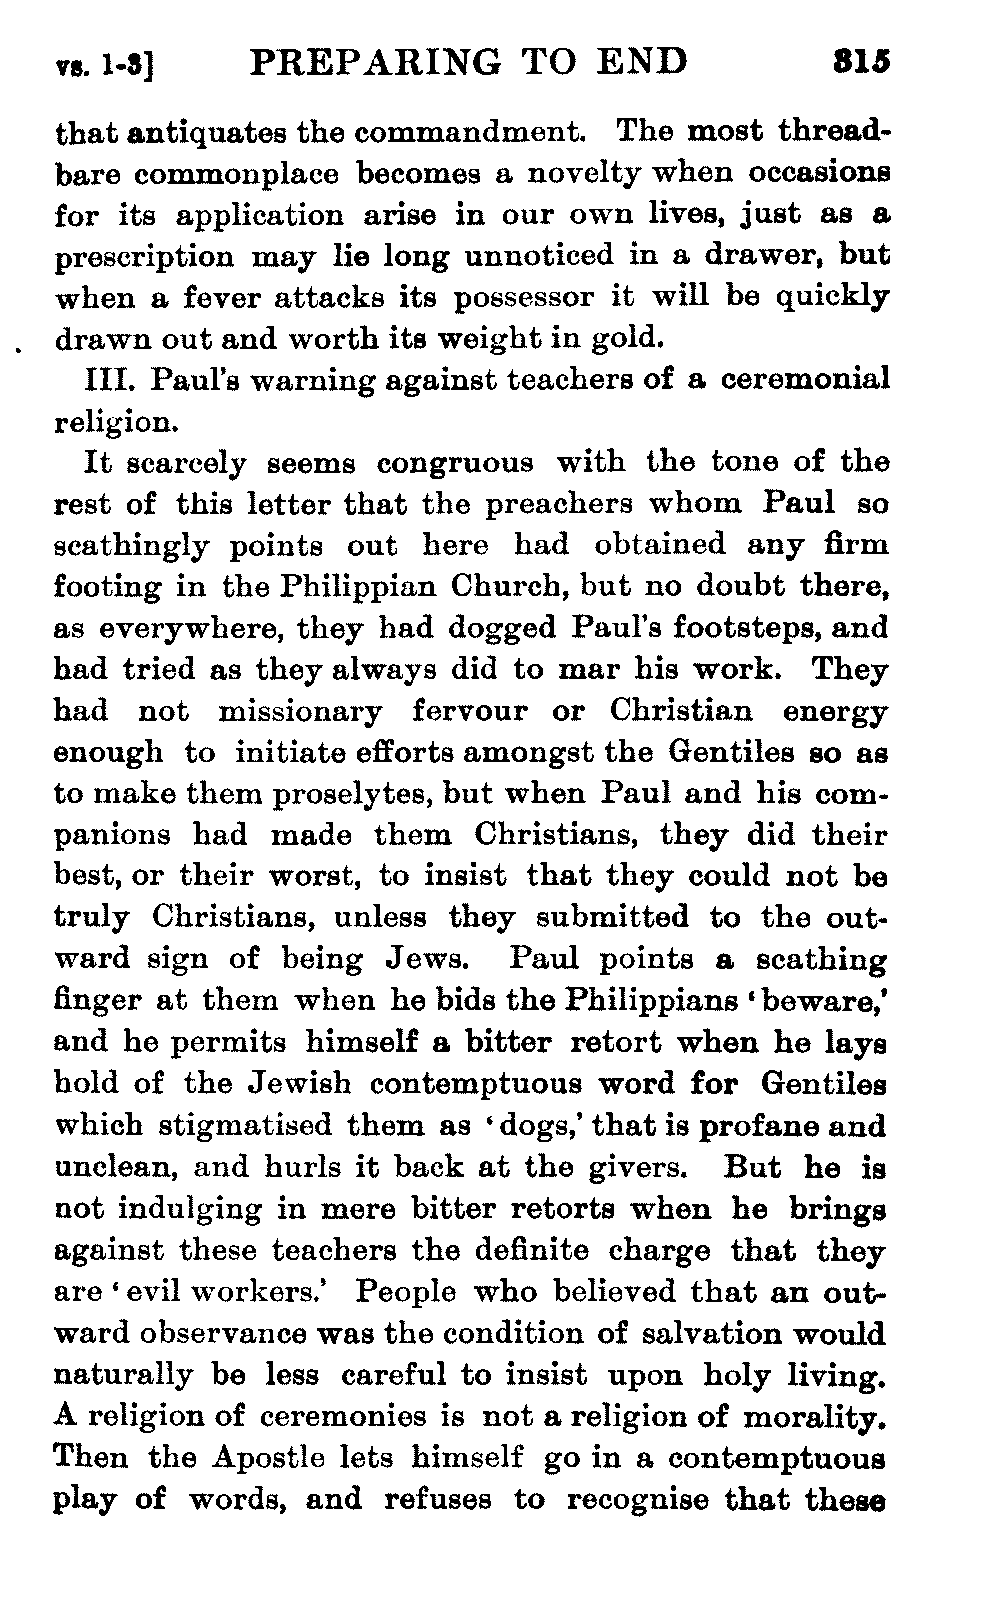 vs. 1-3] PREPARING TO END 315
that antiquates the commandment. The most thread-
bare commonplace becomes a novelty when occasions
for its application arise in our own lives, just as a
prescription may lie long unnoticed in a drawer, but
when a fever attacks its possessor it will be quickly
drawn out and worth its weight in gold.
III. Paul's warning against teachers of a ceremonial
religion.
It scarcely seems congruous with the tone of the
rest of this letter that the preachers whom Paul so
scathingly points out here had obtained any firm
footing in the Philippian Church, but no doubt there,
as everywhere, they had dogged Paul's footsteps, and
had tried as they always did to mar his work. They
had not missionary fervour or Christian energy
enough to initiate efforts amongst the Gentiles so as
to make them proselytes, but when Paul and his com-
panions had made them Christians, they did their
best, or their worst, to insist that they could not be
truly Christians, unless they submitted to the out-
ward sign of being Jews. Paul points a scathing
finger at them when he bids the Philippians ‘beware,’
and he permits himself a bitter retort when he lays
hold of the Jewish contemptuous word for Gentiles
which stigmatised them as ‘dogs,’ that is profane and
unclean, and hurls it back at the givers. But he is
not indulging in mere bitter retorts when he brings
against these teachers the definite charge that they
are ‘evil workers.’ People who believed that an out-
ward observance was the condition of salvation would
naturally be less careful to insist upon holy living.
A religion of ceremonies is not a religion of morality.
Then the Apostle lets himself go in a contemptuous
play of words, and refuses to recognise that these